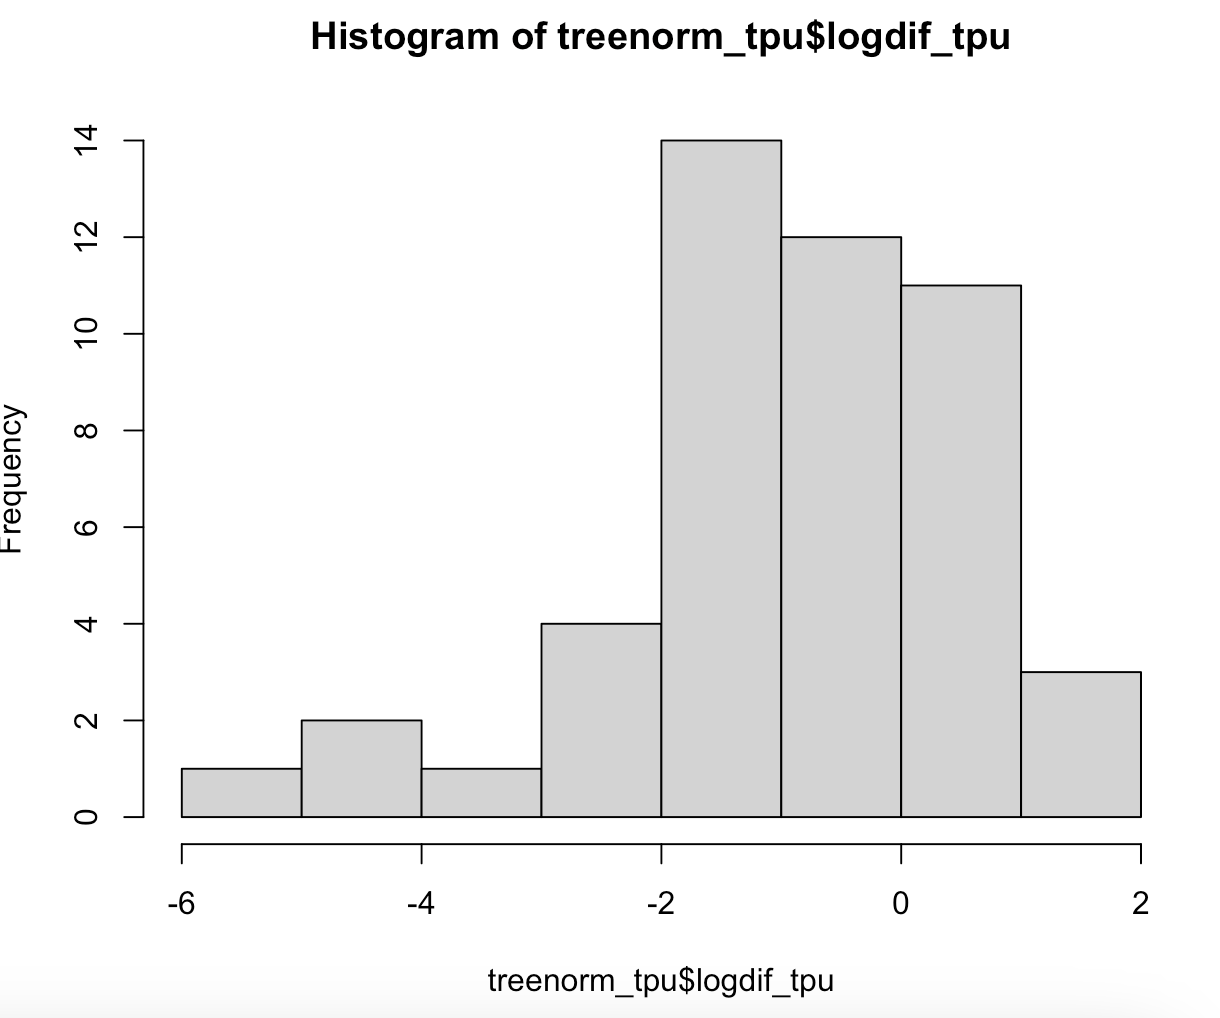 Histogram of treenorm_tpu$logdif_tpu
14
12
10
8
6
4
2
0
Frequency
-6 -4 -2 0 2
treenorm_tpu$logdif_tpu